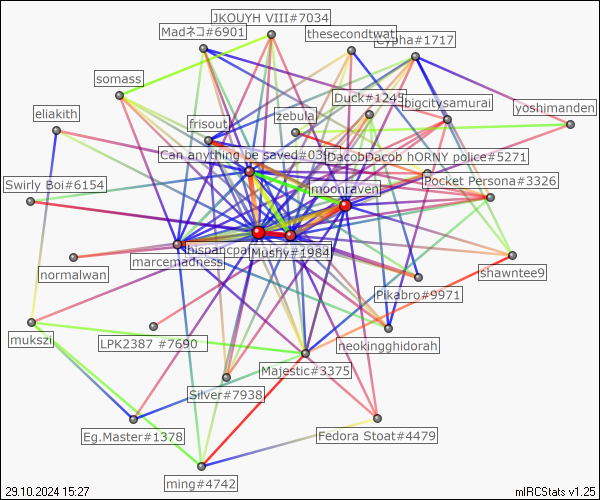 JKOUYH VIII#7034
Madネコ#6901
thesecondtwat
Cypha#1717
somass
Duck#1245
bigcitysamurai
yoshimanden
eliakith
frisout
zebula
Can anything be saved#03
DacobDacob hORNY police#5271
Swirly Boi#6154
moonraven
Pocket Persona#3326
hispancpa
Mushy#1984
marcemadness
shawntee9
normalwan
Pikabro#9971
mukszi
LPK2387 #7690
neokingghidorah
Majestic#3375
Silver#7938
Eg.Master#1378
Fedora Stoat#4479
ming#4742
29.10.2024 15:27
mIRCStats v1.25